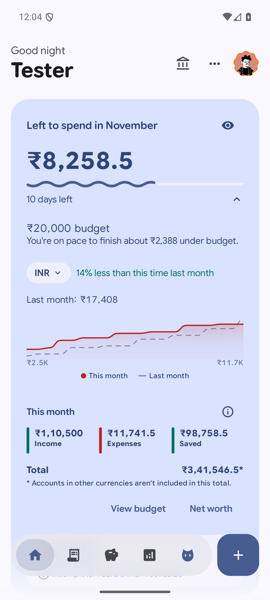 12:04
Good night
Tester
Left to spend in November
₹8,258.5
10 days left
₹20,000 budget
You're on pace to finish about ₹2,388 under budget.
INR
14% less than this time last month
Last month: ₹17,408
₹2.5K ₹11.7K
This month Last month
This month
₹1,10,500 ₹11,741.5 ₹98,758.5
Income Expenses Saved
Total ₹3,41,546.5*
* Accounts in other currencies aren't included in this total.
View budget Net worth